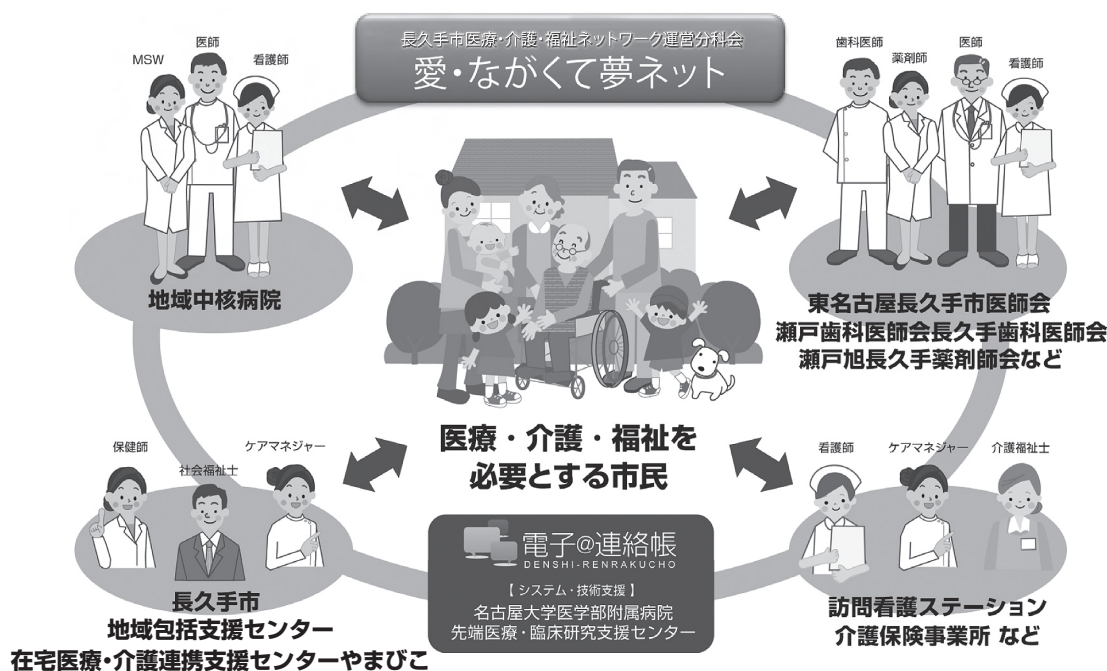 長久手市医療・介護・福祉ネットワーク運営分科会
愛・ながくて夢ネット
MSW
医師
看護師
地域中核病院
歯科医師
薬剤師
医師
看護師
東名古屋長久手市医師会
瀬戸歯科医師会長久手歯科医師会
瀬戸旭長久手薬剤師会など
医療・介護・福祉を
必要とする市民
保健師
社会福祉士
ケアマネジャー
長久手市
地域包括支援センター
在宅医療・介護連携支援センターやまびこ
電子@連絡帳
DENSHI-RENRAKUCHO
【 システム・技術支援 】
名古屋大学医学部附属病院
先端医療・臨床研究支援センター
看護師
ケアマネジャー
介護福祉士
訪問看護ステーション
介護保険事業所 など